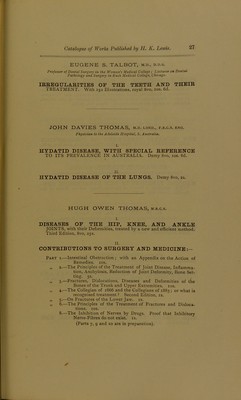 Catalogue of Works Published by H. K. Lewis. 27
EUGENE S. TALBOT, M.D., D.D.S.
Professor of Dental Surgery in the Woman's Medical College; Lecturer on Dental
Pathology and Surgery in Rush Medical College, Chicago.
IRREGULARITIES OF THE TEETH AND THEIR
TREATMENT. With 152 Illustrations, royal 8vo, 10s. 6d.
JOHN DAVIES THOMAS, M.D. LOND., F.R.C.S. ENG.
Physician to the Adelaide Hospital, S. Australia.
I.
HYDATID DISEASE, WITH SPECIAL REFERENCE
TO ITS PREVALENCE IN AUSTRALIA. Demy 8vo, 10s. 6d.
II.
HYDATID DISEASE OF THE LUNGS. Demy 8vo, 2s.
HUGH OWEN THOMAS, M.R.C.S.
I.
DISEASES OF THE HIP, KNEE, AND ANKLE
JOINTS, with their Deformities, treated by a new and efficient method.
Third Edition, 8vo, 25s.
II.
CONTRIBUTIONS TO SURGERY AND MEDICINE:—
PART 1.—Intestinal Obstruction; with an Appendix on the Action of
Remedies. 10s.
„ 2.—The Principles of the Treatment of Joint Disease, Inflamma-
tion, Anchylosis, Reduction of Joint Deformity, Bone Set-
ting. 5s.
„ 3.—Fractures, Dislocations, Diseases and Deformities of the
Bones of the Trunk and Upper Extremities. 10s.
„ 4.—The Collegian of 1666 and the Collegians of 1885; or what is
recognised treatment? Second Edition, 1s.
„ 5.—On Fractures of the Lower Jaw. 1s.
„ 6.—The Principles of the Treatment of Fractures and Disloca-
tions. 10s.
„ 8.—The Inhibition of Nerves by Drugs. Proof that Inhibitory
Nerve Fibres do not exist. 1s.
(Parts 7, 9 and 10 are in preparation).